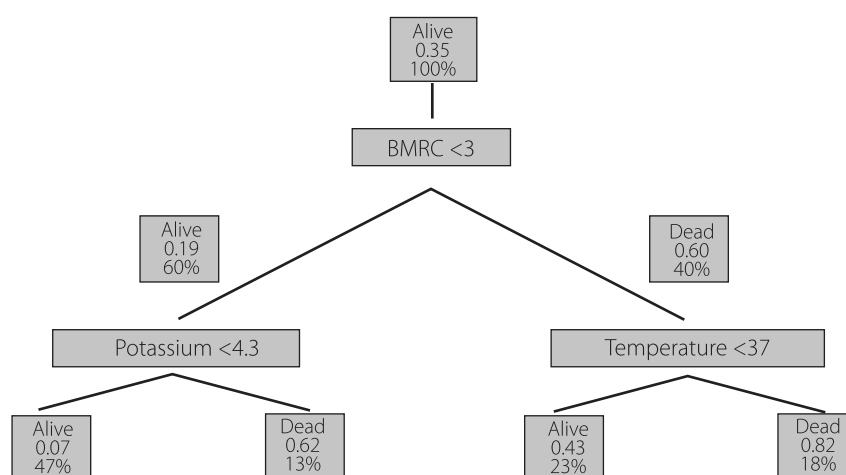 Alive
0.35
100%
BMRC <3
Alive
0.19
60%
Dead
0.60
40%
Potassium <4.3
Temperature <37
Alive
0.07
47%
Dead
0.62
13%
Alive
0.43
23%
Dead
0.82
18%